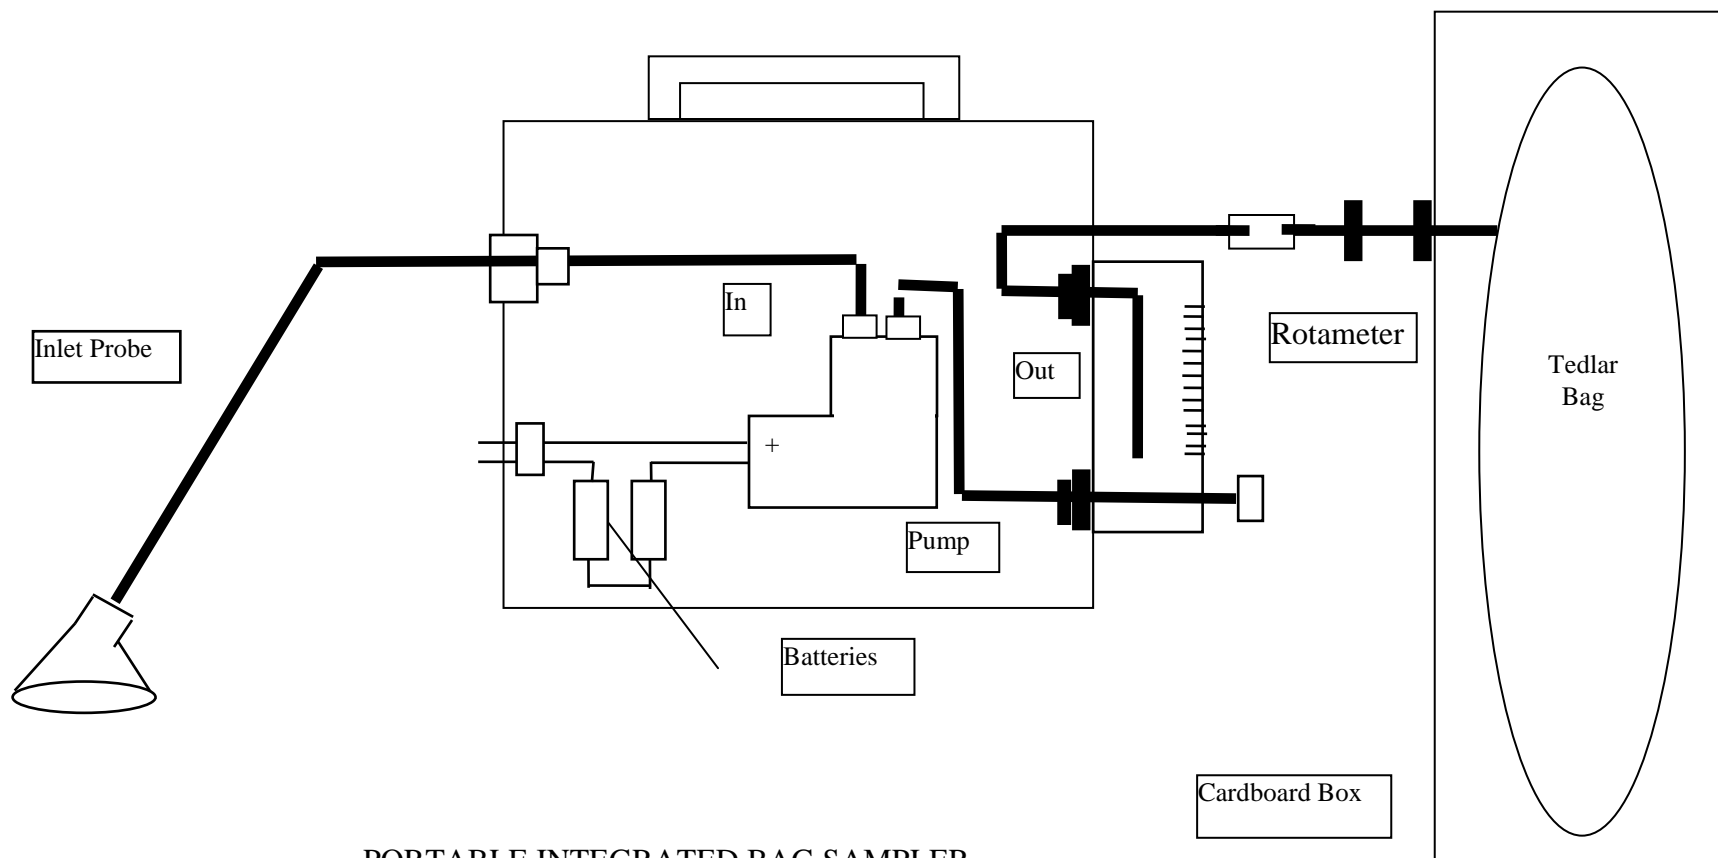 In
Inlet Probe
Rotameter
Out
Tedlar
Bag
+
Pump
Batteries
Cardboard Box
PORTABLE INTEGRATED BAG SAMPLER